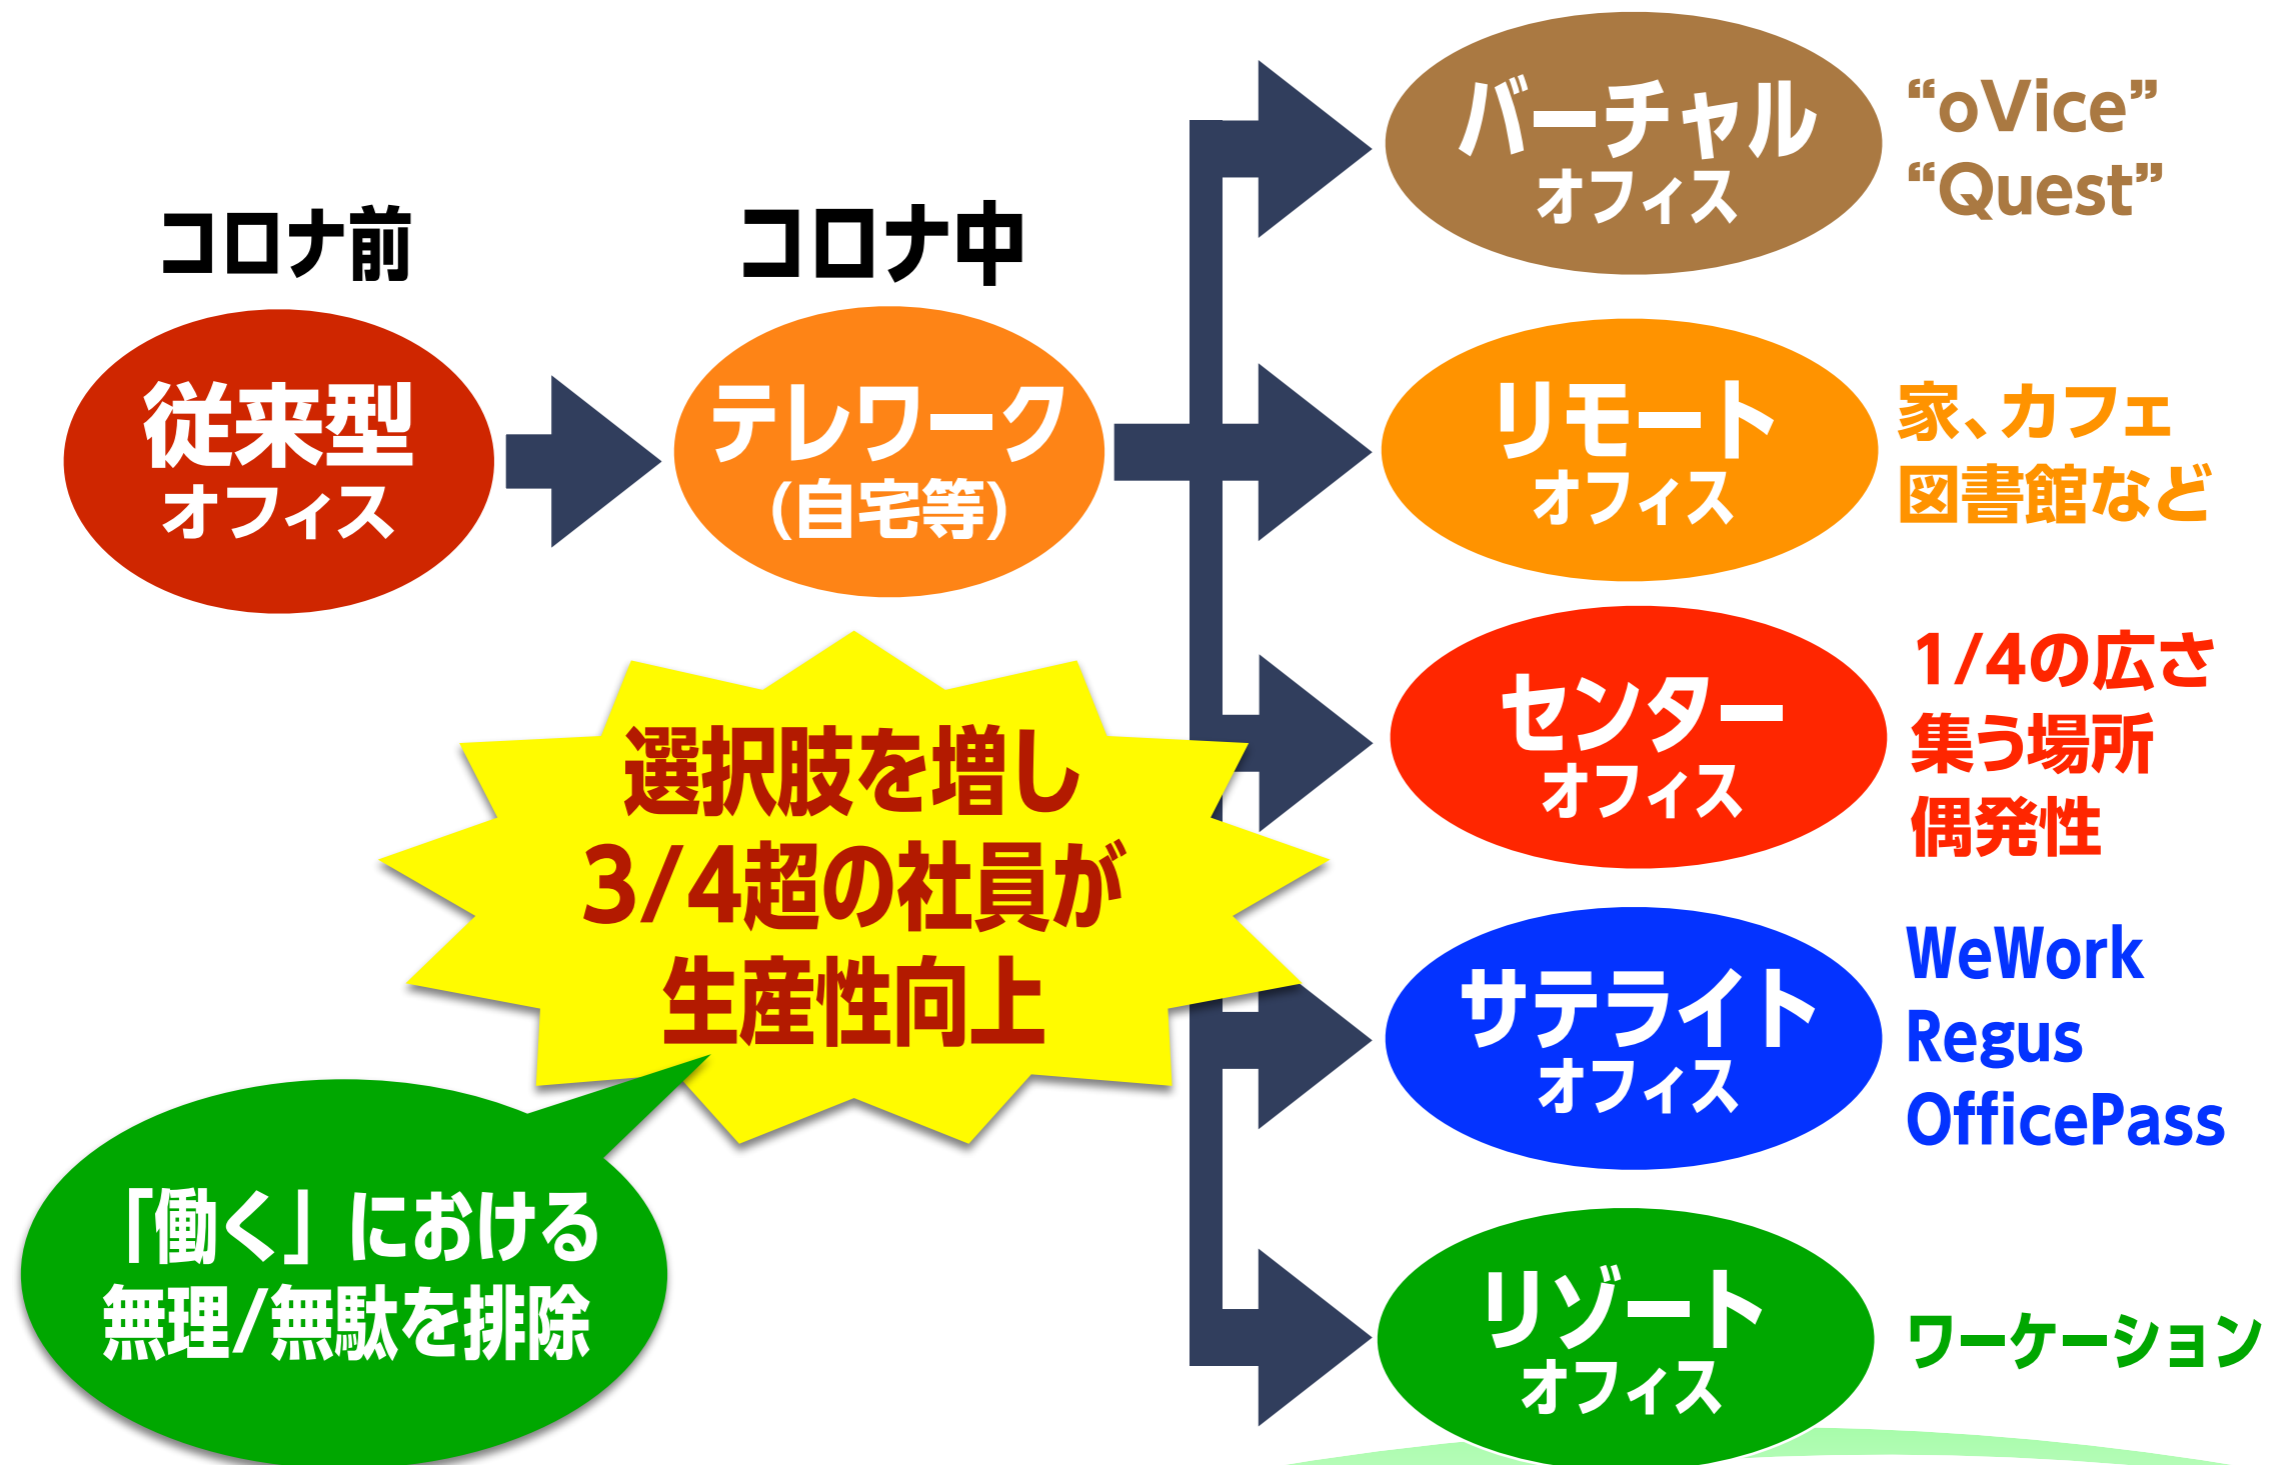 コロナ前
従来型
オフィス
コロナ中
テレワーク
（自宅等）
バーチャル
オフィス
“oVice”
“Quest”
リモート
オフィス
家、カフェ
図書館など
センター
オフィス
1/4の広さ
集う場所
偶発性
サテライト
オフィス
WeWork
Regus
OfficePass
リゾート
オフィス
ワーケーション
選択肢を増し
3/4超の社員が
生産性向上
「働く」における
無理/無駄を排除